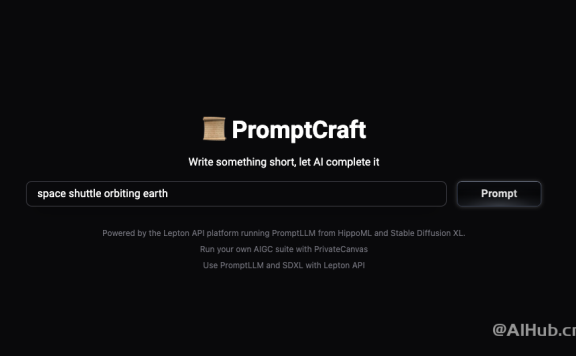 PromptCraft
Write something short, let AI complete it
space shuttle orbiting earth
Prompt
Powered by the Lepton API platform running PromptLLM from HippoML and Stable Diffusion XL.
Run your own AIGC suite with PrivateCanvas
Use PromptLLM and SDXL with Lepton API
@AIHub.cn